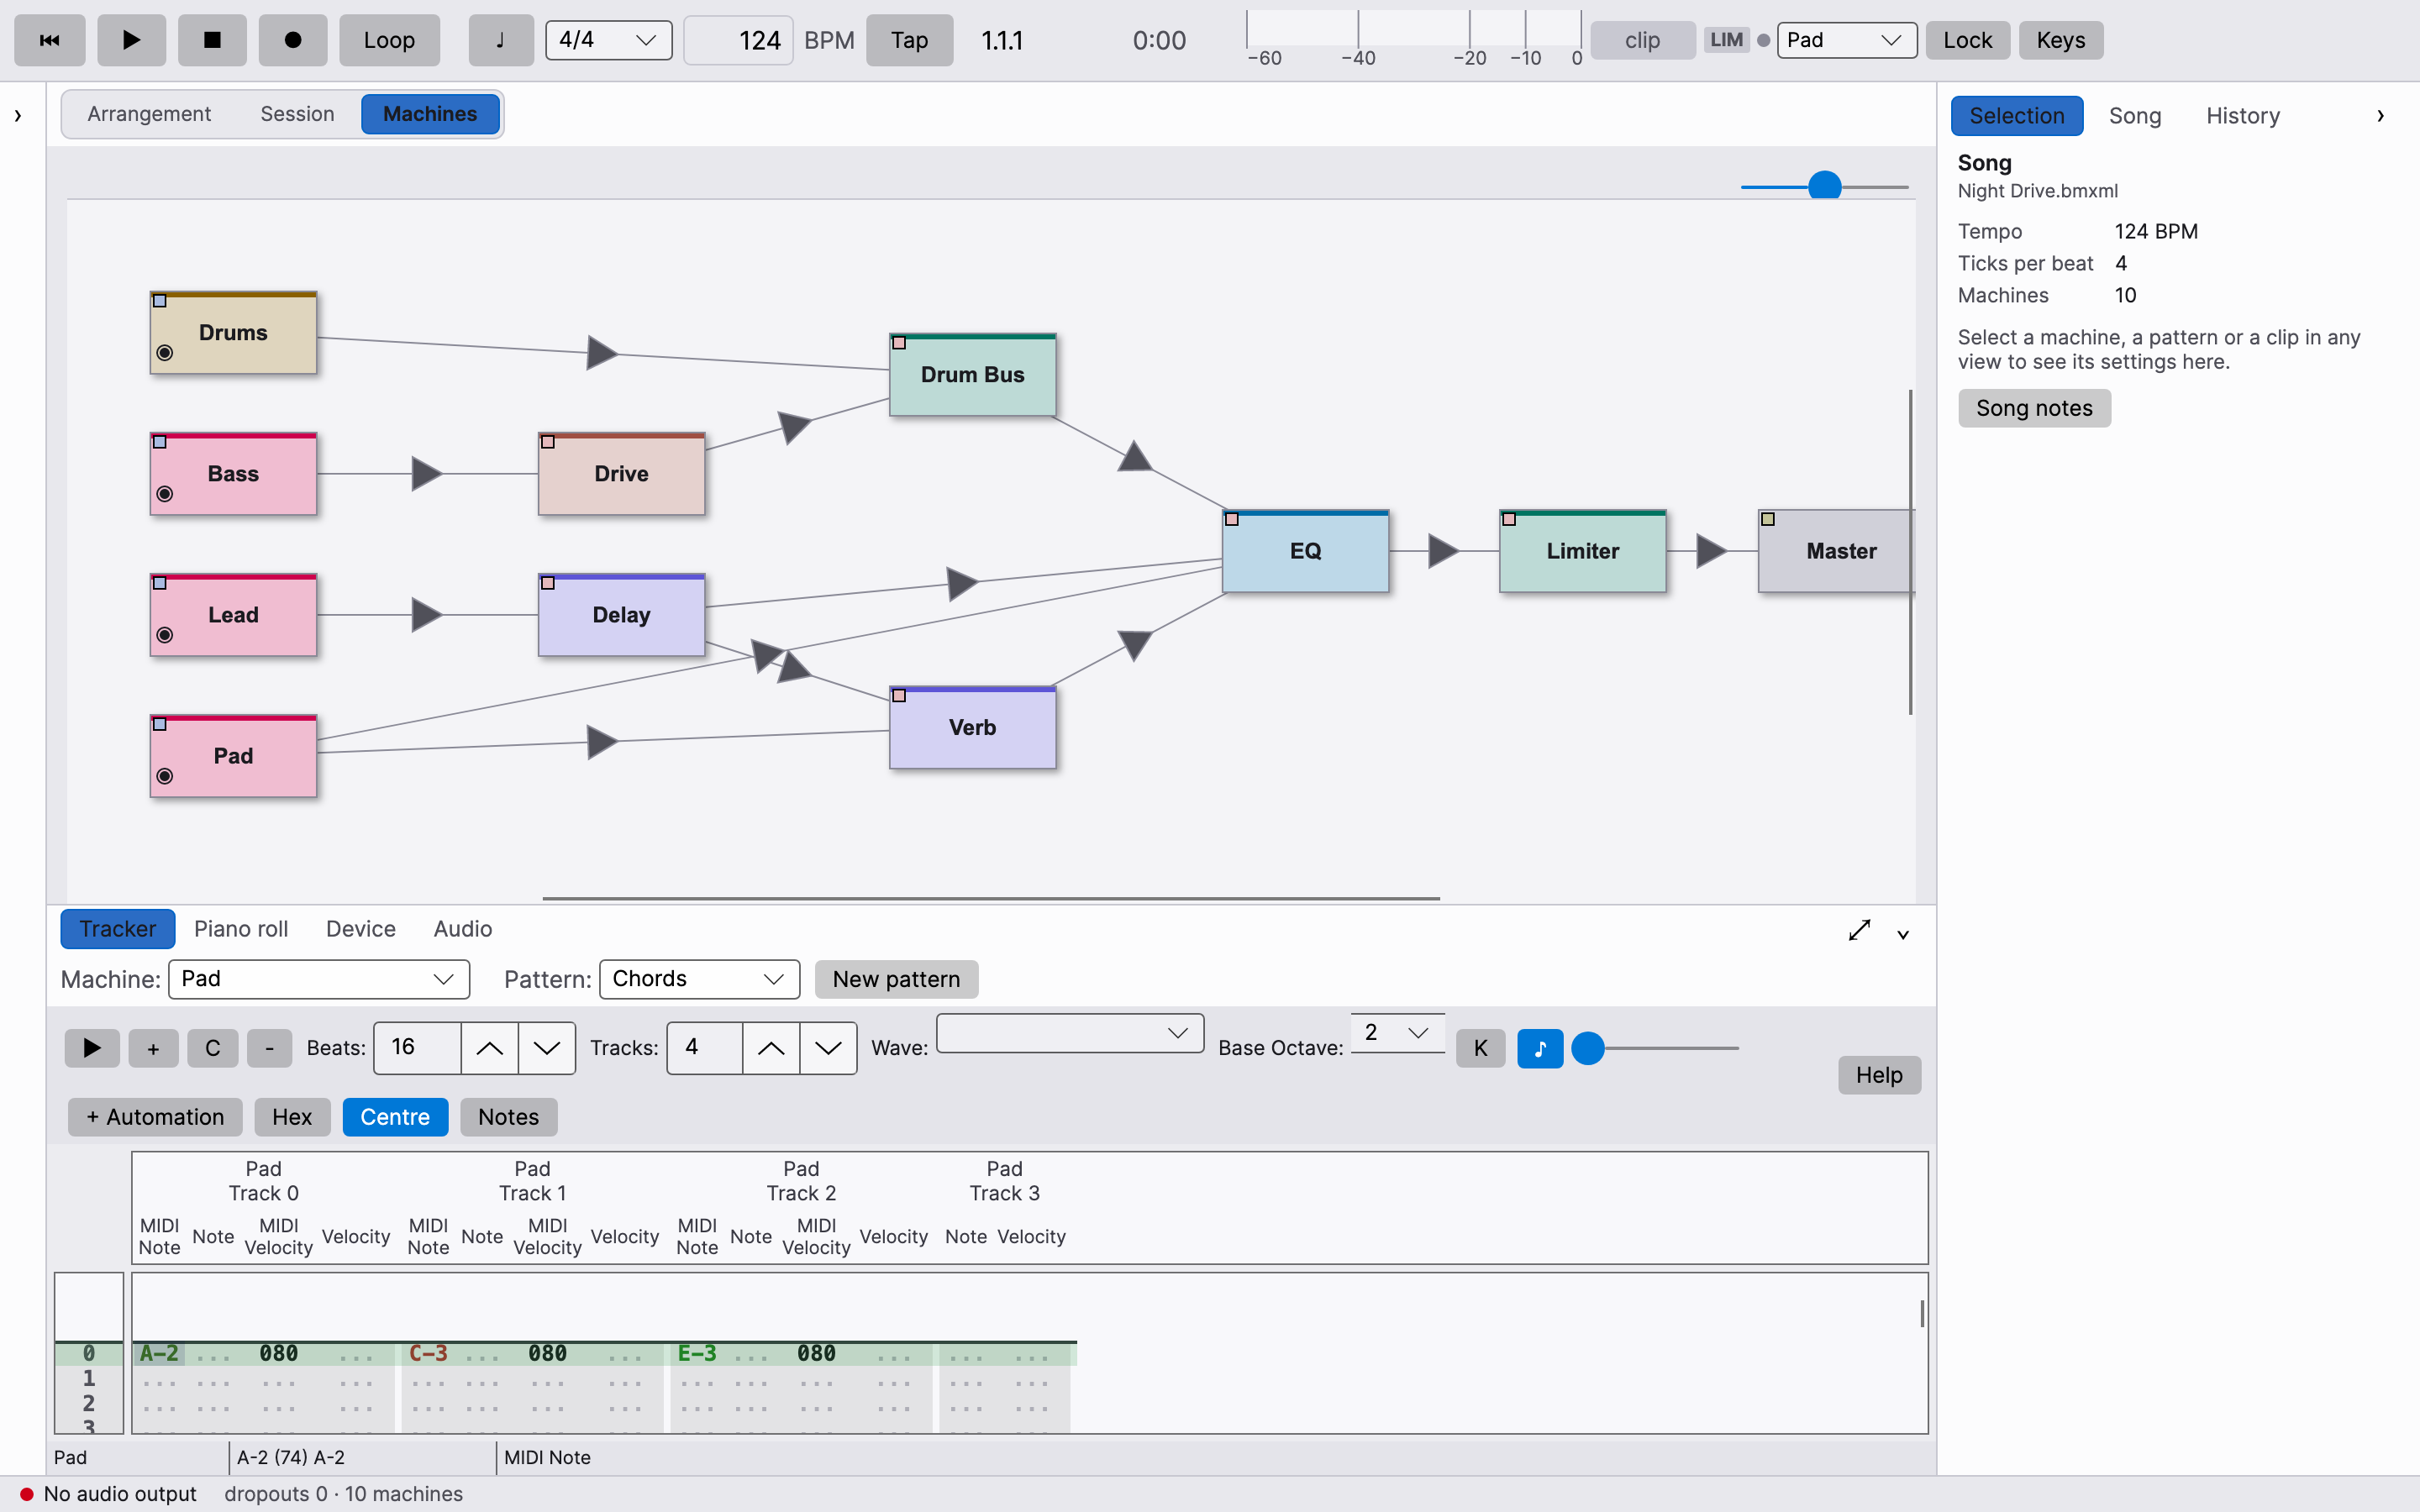 Loop
4/4
124 BPM
Tap
1.1.1
0:00
−60 −40 −20 −10 0
clip
LIM
Pad
Lock
Keys
Arrangement Session Machines
Selection Song History
Song
Night Drive.bmxml
Tempo 124 BPM
Ticks per beat 4
Machines 10
Select a machine, a pattern or a clip in any
view to see its settings here.
Song notes
Drums
Drum Bus
Bass
Drive
EQ
Limiter
Master
Lead
Delay
Verb
Pad
Tracker Piano roll Device Audio
Machine: Pad Pattern: Chords New pattern
+ C - Beats: 16 Tracks: 4 Wave: Base Octave: 2 K
Help
+ Automation Hex Centre Notes
Pad Pad Pad Pad
Track 0 Track 1 Track 2 Track 3
MIDI Note Note MIDI Velocity Velocity MIDI Note Note MIDI Velocity Velocity MIDI Note Note MIDI Velocity Velocity Note Velocity
0 A-2 ... 080 ... C-3 ... 080 ... E-3 ... 080 ... ... ...
1 ... ... ... ... ... ... ... ... ... ... ... ... ... ...
2 ... ... ... ... ... ... ... ... ... ... ... ... ... ...
3
Pad A-2 (74) A-2 MIDI Note
No audio output dropouts 0 · 10 machines